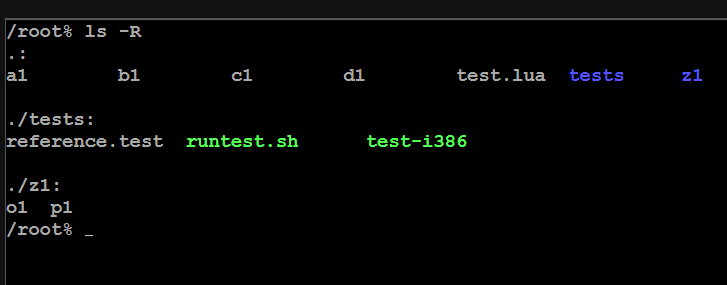 /root% ls -R
.:
a1 b1 c1 d1 test.lua tests z1
./tests:
reference.test runtest.sh test-i386
./z1:
o1 p1
/root% _